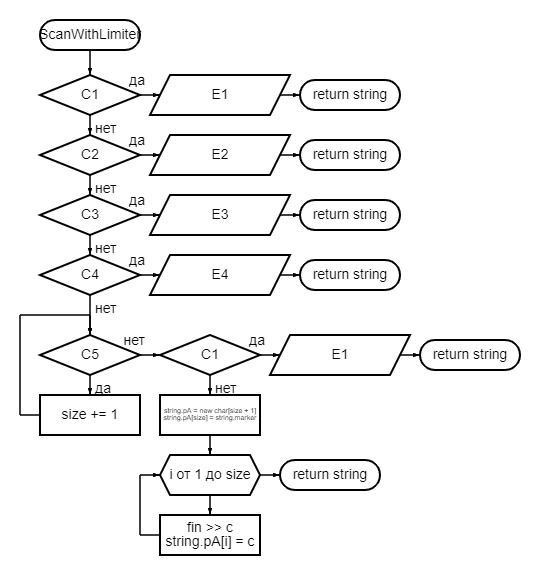 ScanWithLimiter
да
C1
E1
return string
нет
да
C2
E2
return string
нет
да
C3
E3
return string
нет
да
C4
E4
return string
нет
нет
да
C5
C1
E1
return string
да
нет
size += 1
string.pA = new char[size + 1]
string.pA[size] = string.marker
i от 1 до size
return string
fin >> c
string.pA[i] = c